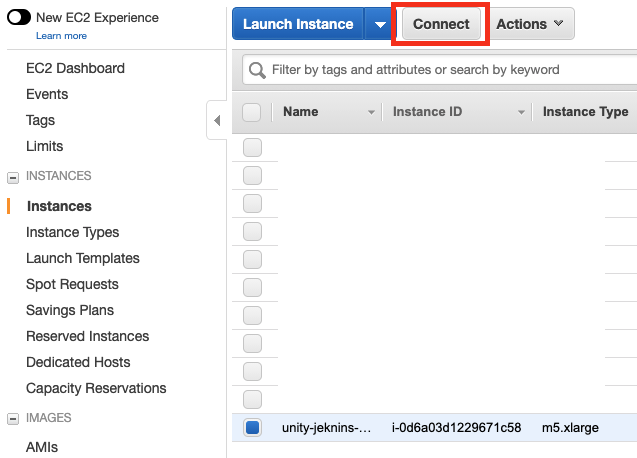 New EC2 Experience
Learn more
EC2 Dashboard
Events
Tags
Limits
INSTANCES
Instances
Instance Types
Launch Templates
Spot Requests
Savings Plans
Reserved Instances
Dedicated Hosts
Capacity Reservations
IMAGES
AMIs
Launch Instance Connect Actions
Filter by tags and attributes or search by keyword
Name Instance ID Instance Type
unity-jeknins-... i-0d6a03d1229671c58 m5.xlarge